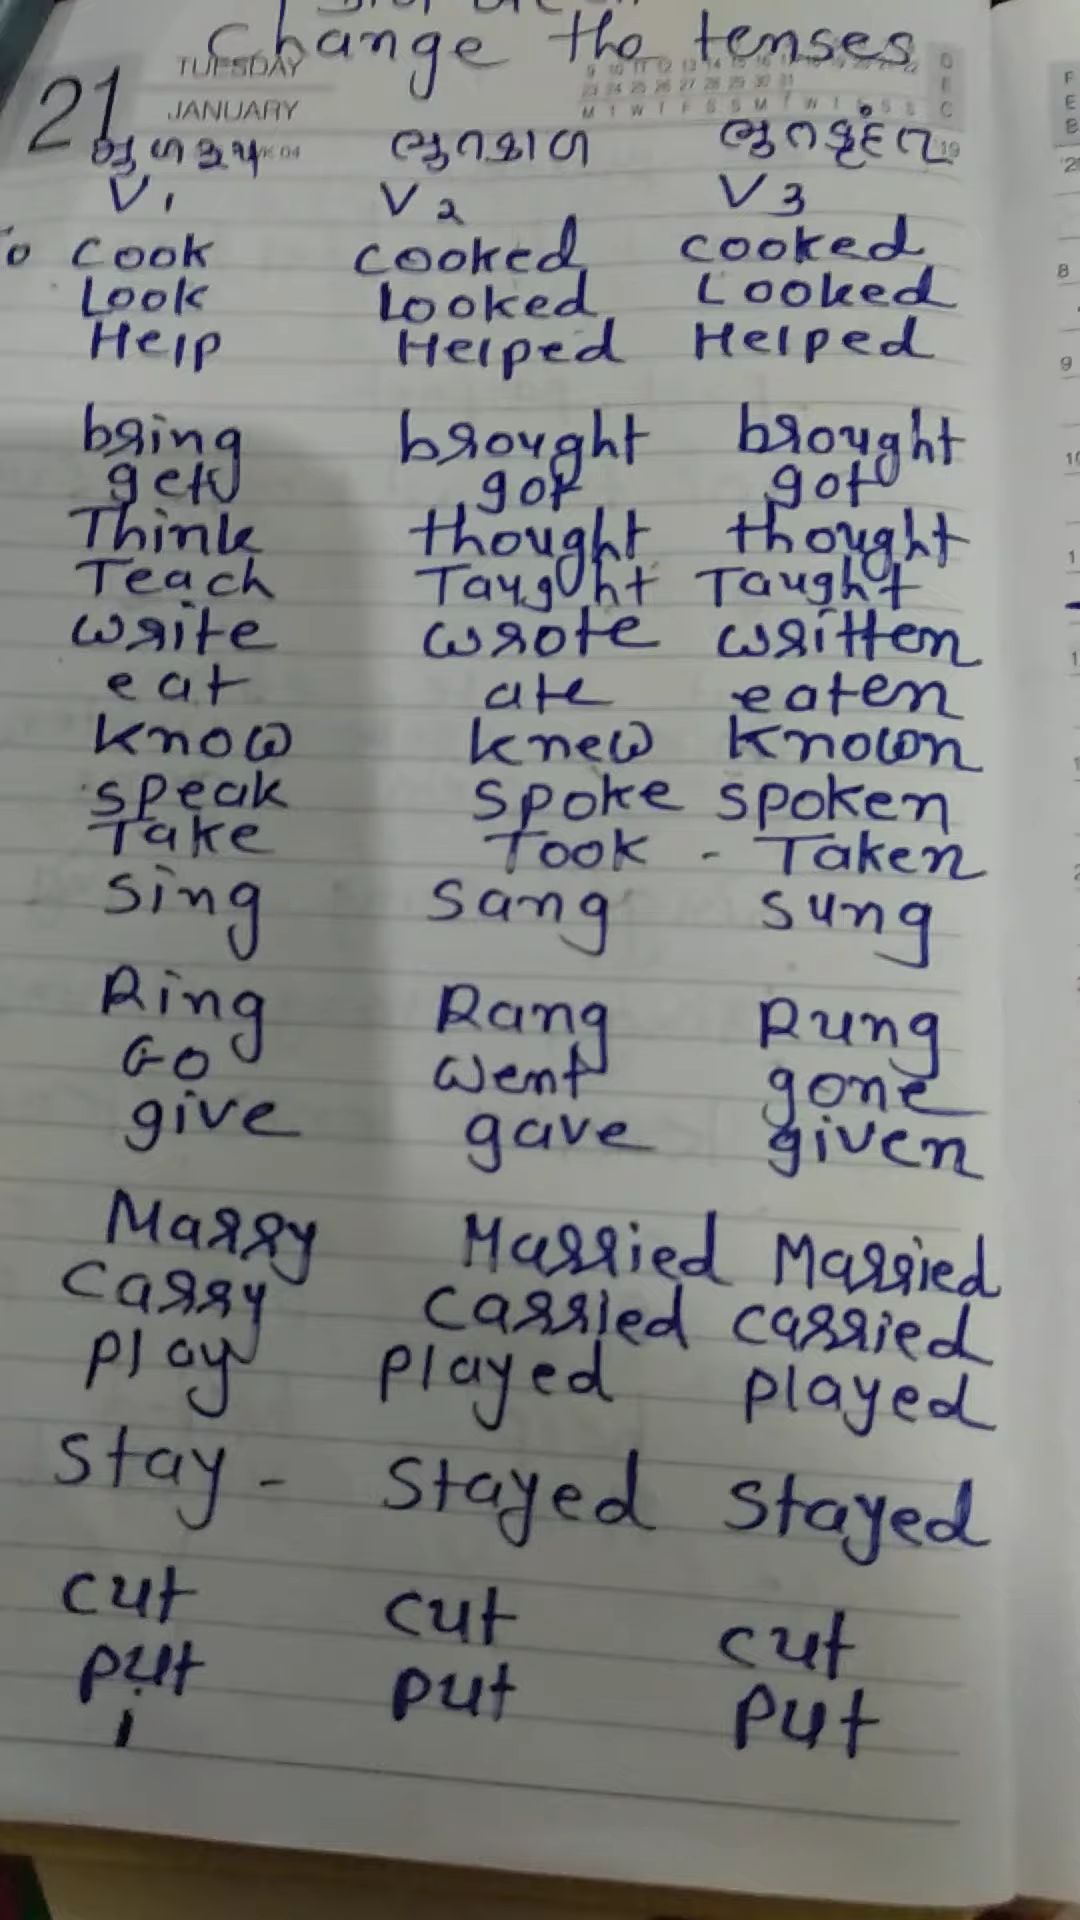 Change the tenses
TUESDAY
21 JANUARY
V1 V2 V3
Cook cooked cooked
Look Looked Looked
Help Helped Helped
bring brought brought
get got got
Think thought thought
Teach Taught Taught
write wrote written
eat ate eaten
know knew known
speak spoke spoken
Take Took - Taken
sing sang sung
Ring Rang Rung
Go went gone
give gave given
Marry Married Married
Carry Carried carried
play played played
stay - stayed stayed
cut cut cut
put put put